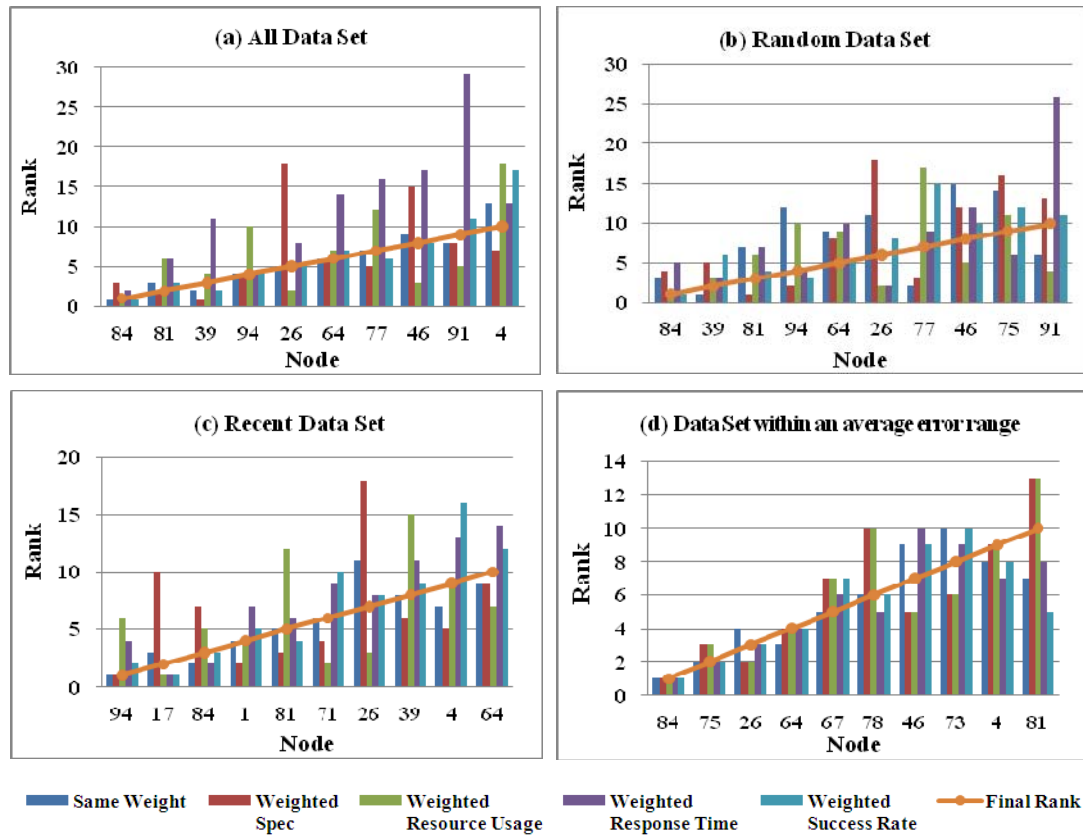 (a) All Data Set
30
25
20
15
10
5
0
Rank
84 81 39 94 26 64 77 46 91 4
Node
(b) Random Data Set
30
25
20
15
10
5
0
Rank
84 39 81 94 64 26 77 46 75 91
Node
(c) Recent Data Set
20
15
10
5
0
Rank
94 17 84 1 81 71 26 39 4 64
Node
(d) Data Set within an average error range
14
12
10
8
6
4
2
0
Rank
84 75 26 64 67 78 46 73 4 81
Node
Same Weight
Weighted
Spec
Weighted
Resource Usage
Weighted
Response Time
Weighted
Success Rate
Final Rank